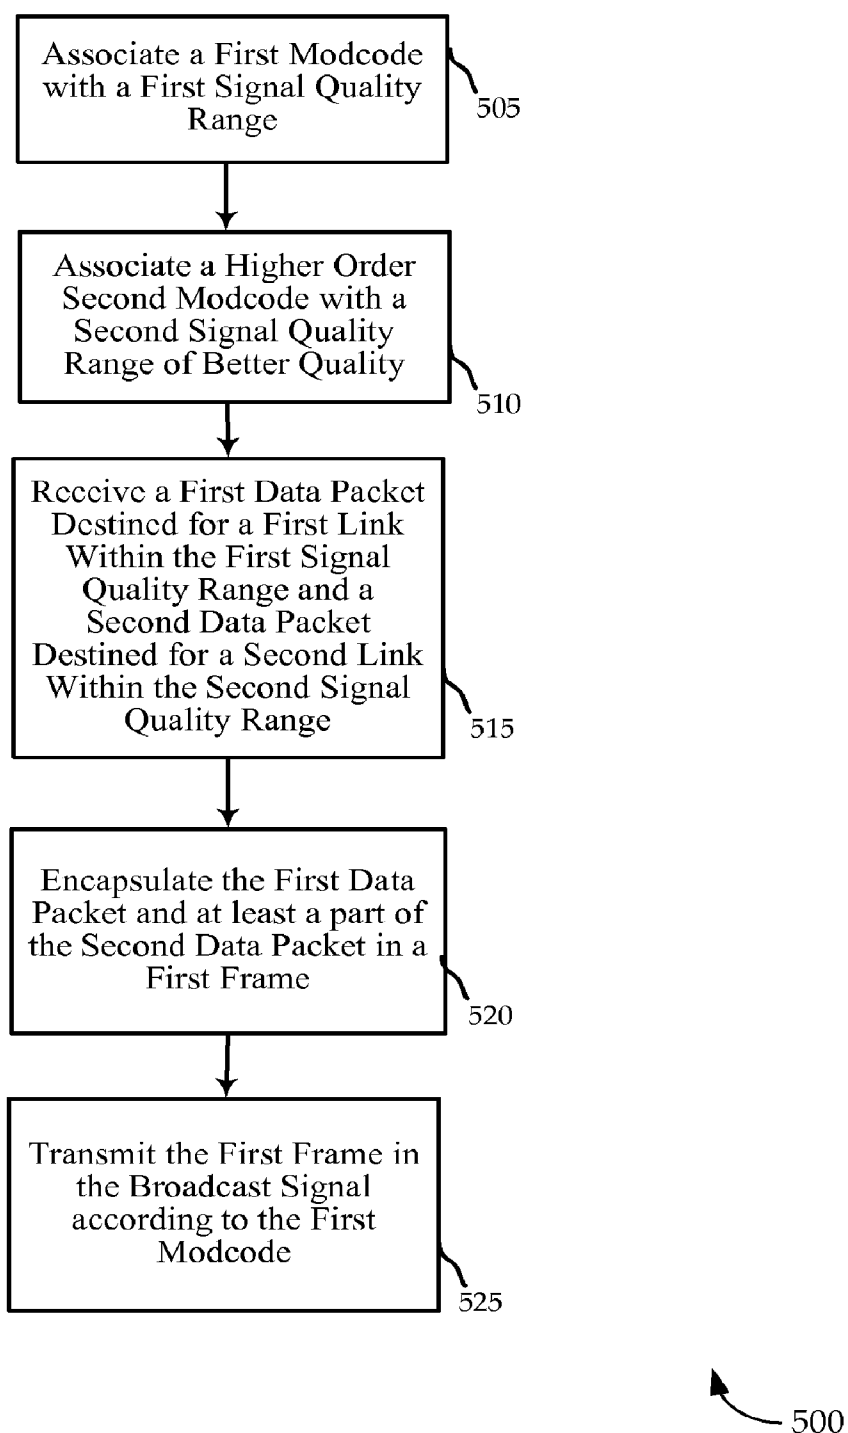 Associate a First Modcode
with a First Signal Quality
Range
505
Associate a Higher Order
Second Modcode with a
Second Signal Quality
Range of Better Quality
510
Receive a First Data Packet
Destined for a First Link
Within the First Signal
Quality Range and a
Second Data Packet
Destined for a Second Link
Within the Second Signal
Quality Range
515
Encapsulate the First Data
Packet and at least a part of
the Second Data Packet in a
First Frame
520
Transmit the First Frame in
the Broadcast Signal
according to the First
Modcode
525
500